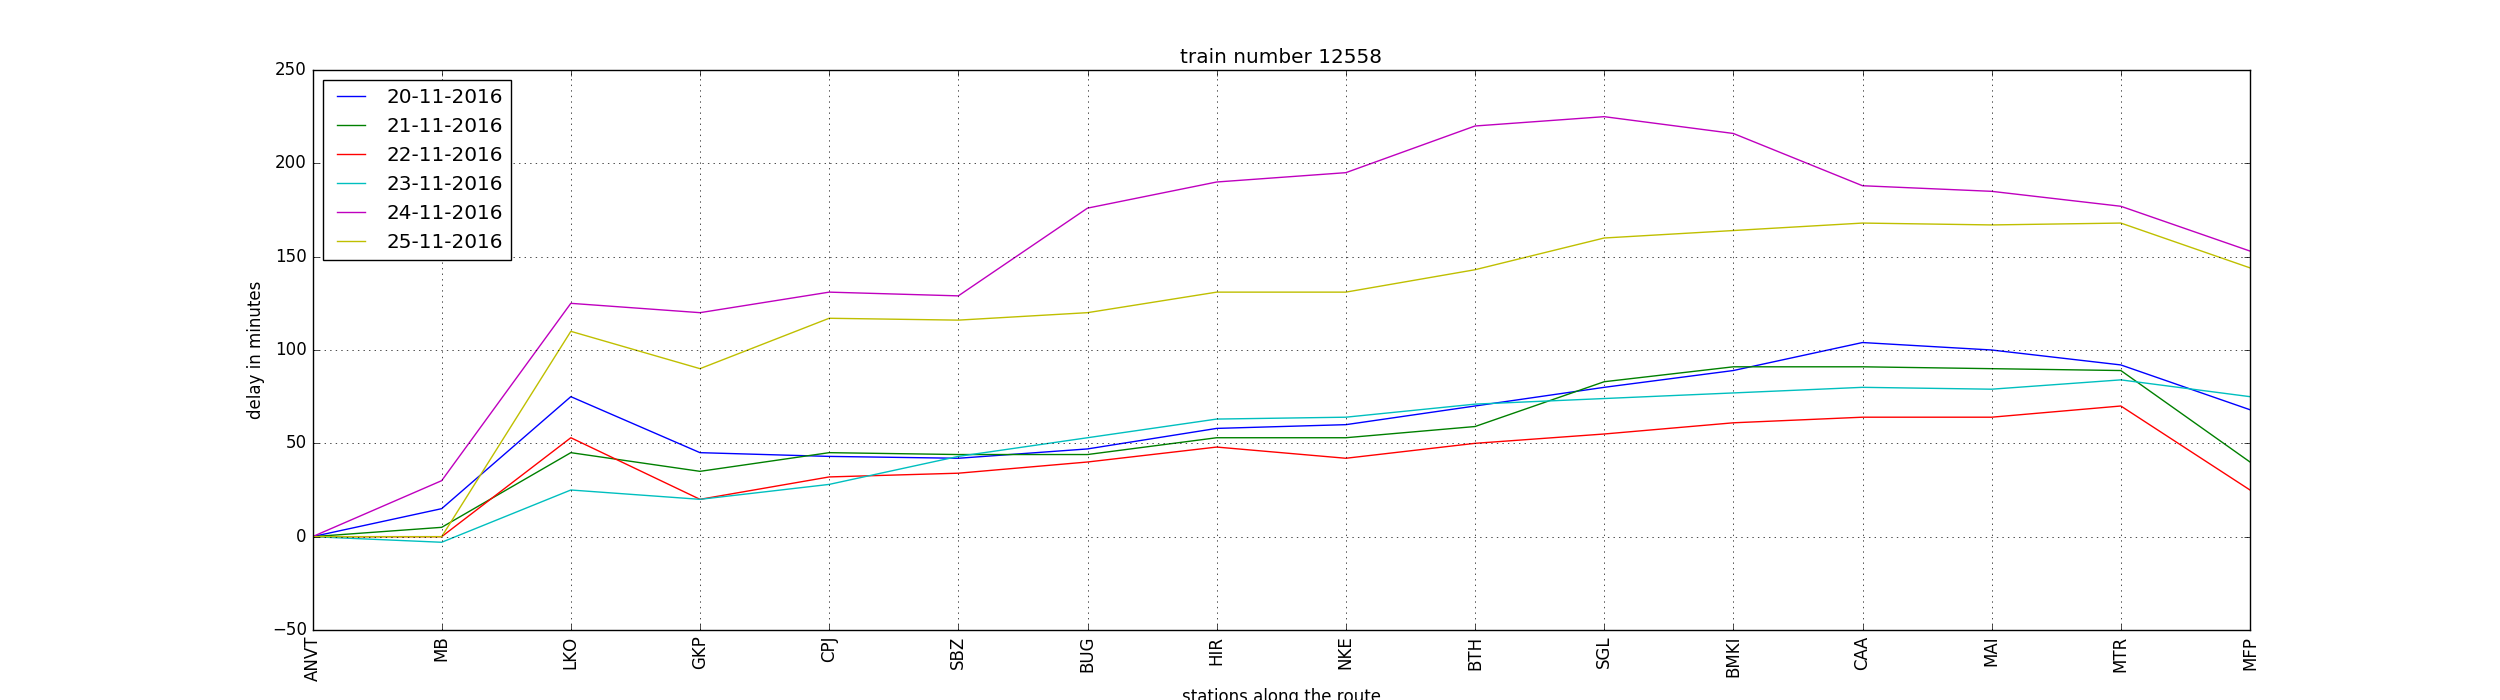 train number 12558
250
200
150
100
50
0
−50
delay in minutes
20-11-2016
21-11-2016
22-11-2016
23-11-2016
24-11-2016
25-11-2016
ANVT
MB
LKO
GKP
CPJ
SBZ
BUG
HIR
NKE
BTH
SGL
BMKI
CAA
MAI
MTR
MFP
stations along the route